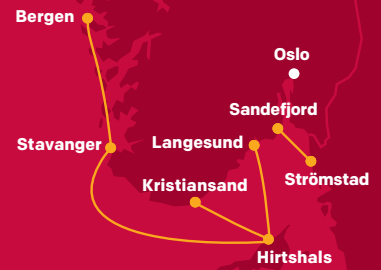 Bergen
Oslo
Sandefjord
Stavanger
Langesund
Strömstad
Kristiansand
Hirtshals